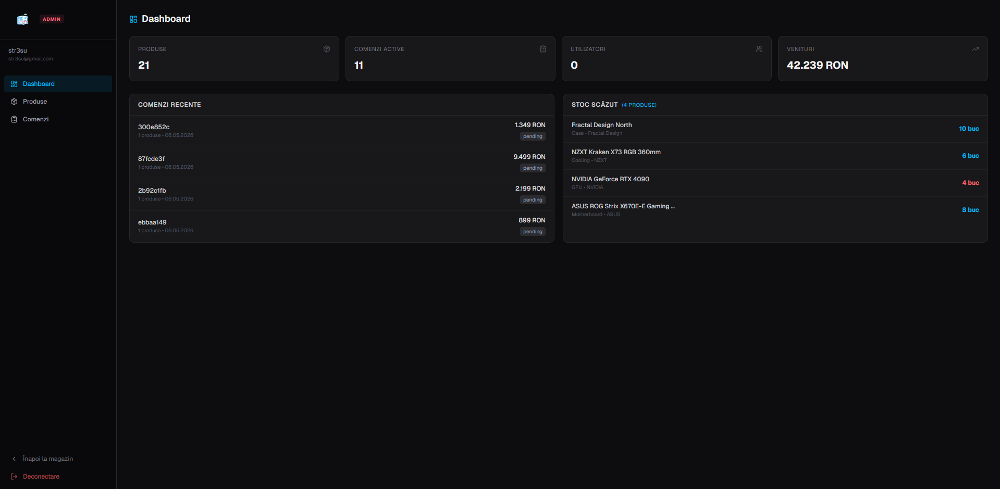 ADMIN
str3su
str3su@gmail.com
Dashboard
Produse
Comenzi
Înapoi la magazin
Deconectare
Dashboard
PRODUSE
21
COMENZI ACTIVE
11
UTILIZATORI
0
VENITURI
42.239 RON
COMENZI RECENTE
300e852c
1 produse • 06.05.2026
1.349 RON
pending
87fcde3f
1 produse • 06.05.2026
9.499 RON
pending
2b92c1fb
1 produse • 06.05.2026
2.199 RON
pending
ebbaa149
1 produse • 06.05.2026
899 RON
pending
STOC SCĂZUT (4 PRODUSE)
Fractal Design North
Case • Fractal Design
10 buc
NZXT Kraken X73 RGB 360mm
Cooling • NZXT
6 buc
NVIDIA GeForce RTX 4090
GPU • NVIDIA
4 buc
ASUS ROG Strix X670E-E Gaming ...
Motherboard • ASUS
8 buc